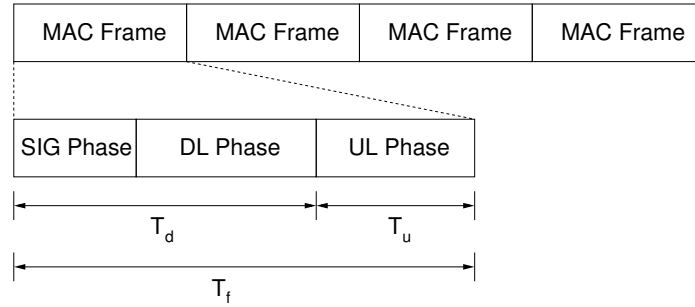 MAC Frame MAC Frame MAC Frame MAC Frame
SIG Phase DL Phase UL Phase
T_d T_u
T_f